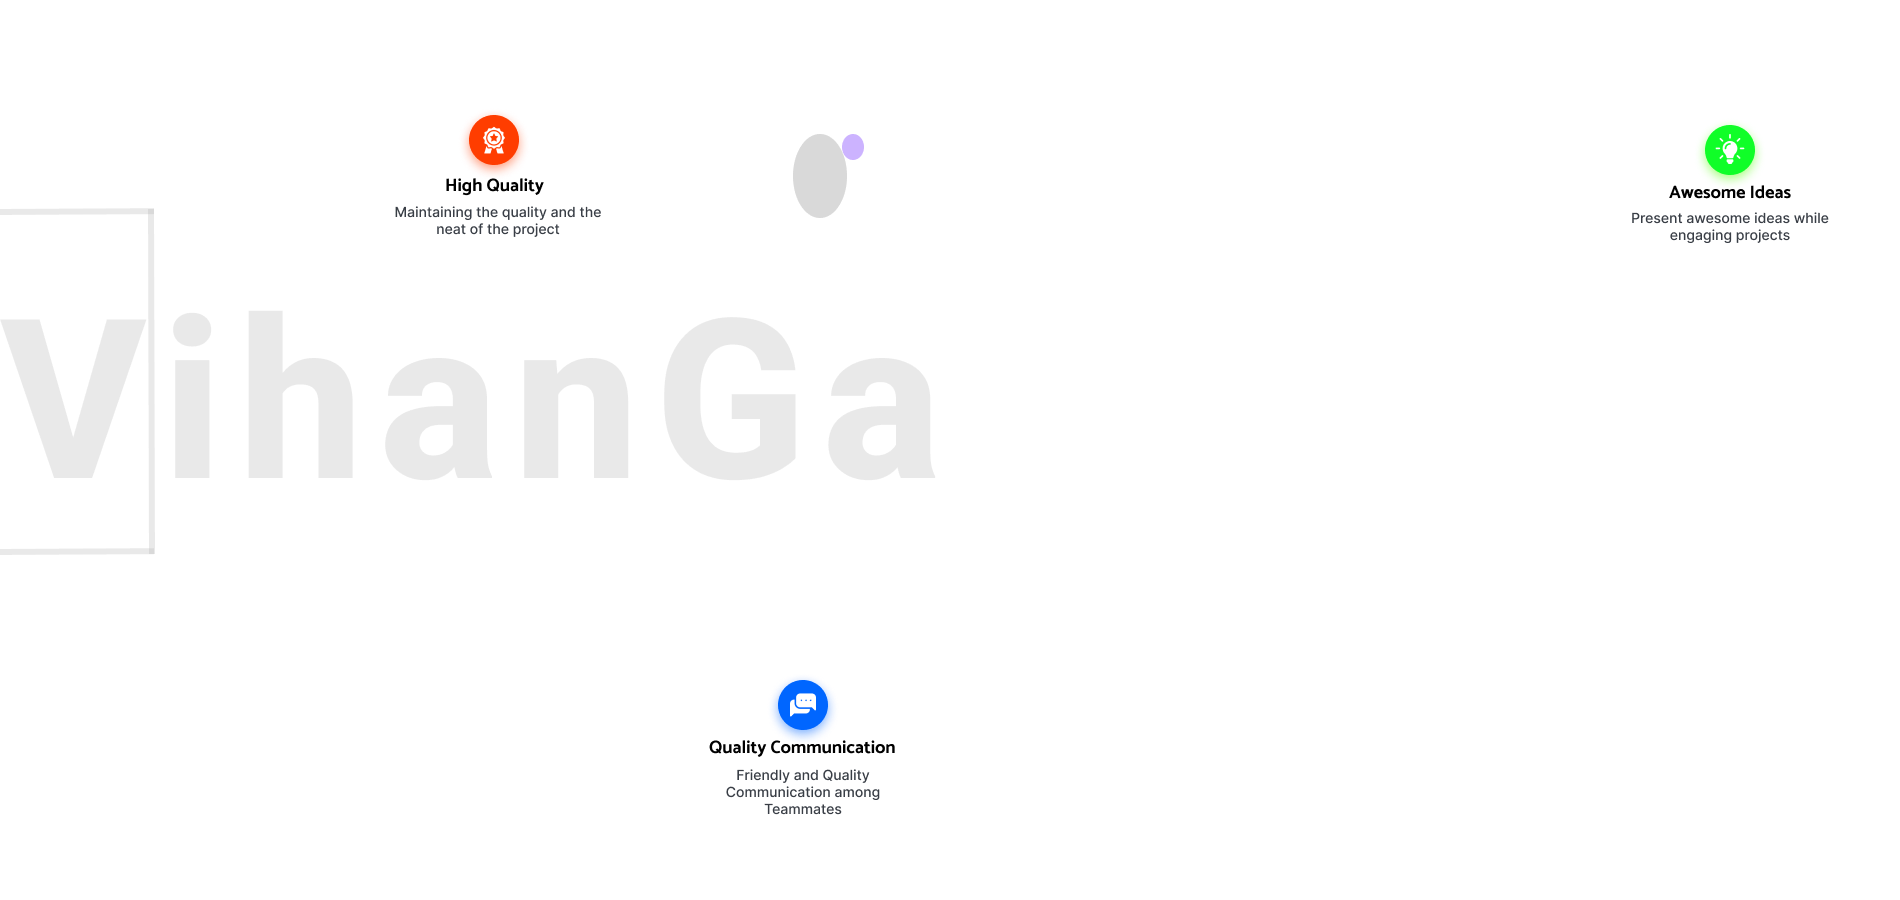 High Quality
Maintaining the quality and the
neat of the project
Awesome Ideas
Present awesome ideas while
engaging projects
VihanGa
Quality Communication
Friendly and Quality
Communication among
Teammates